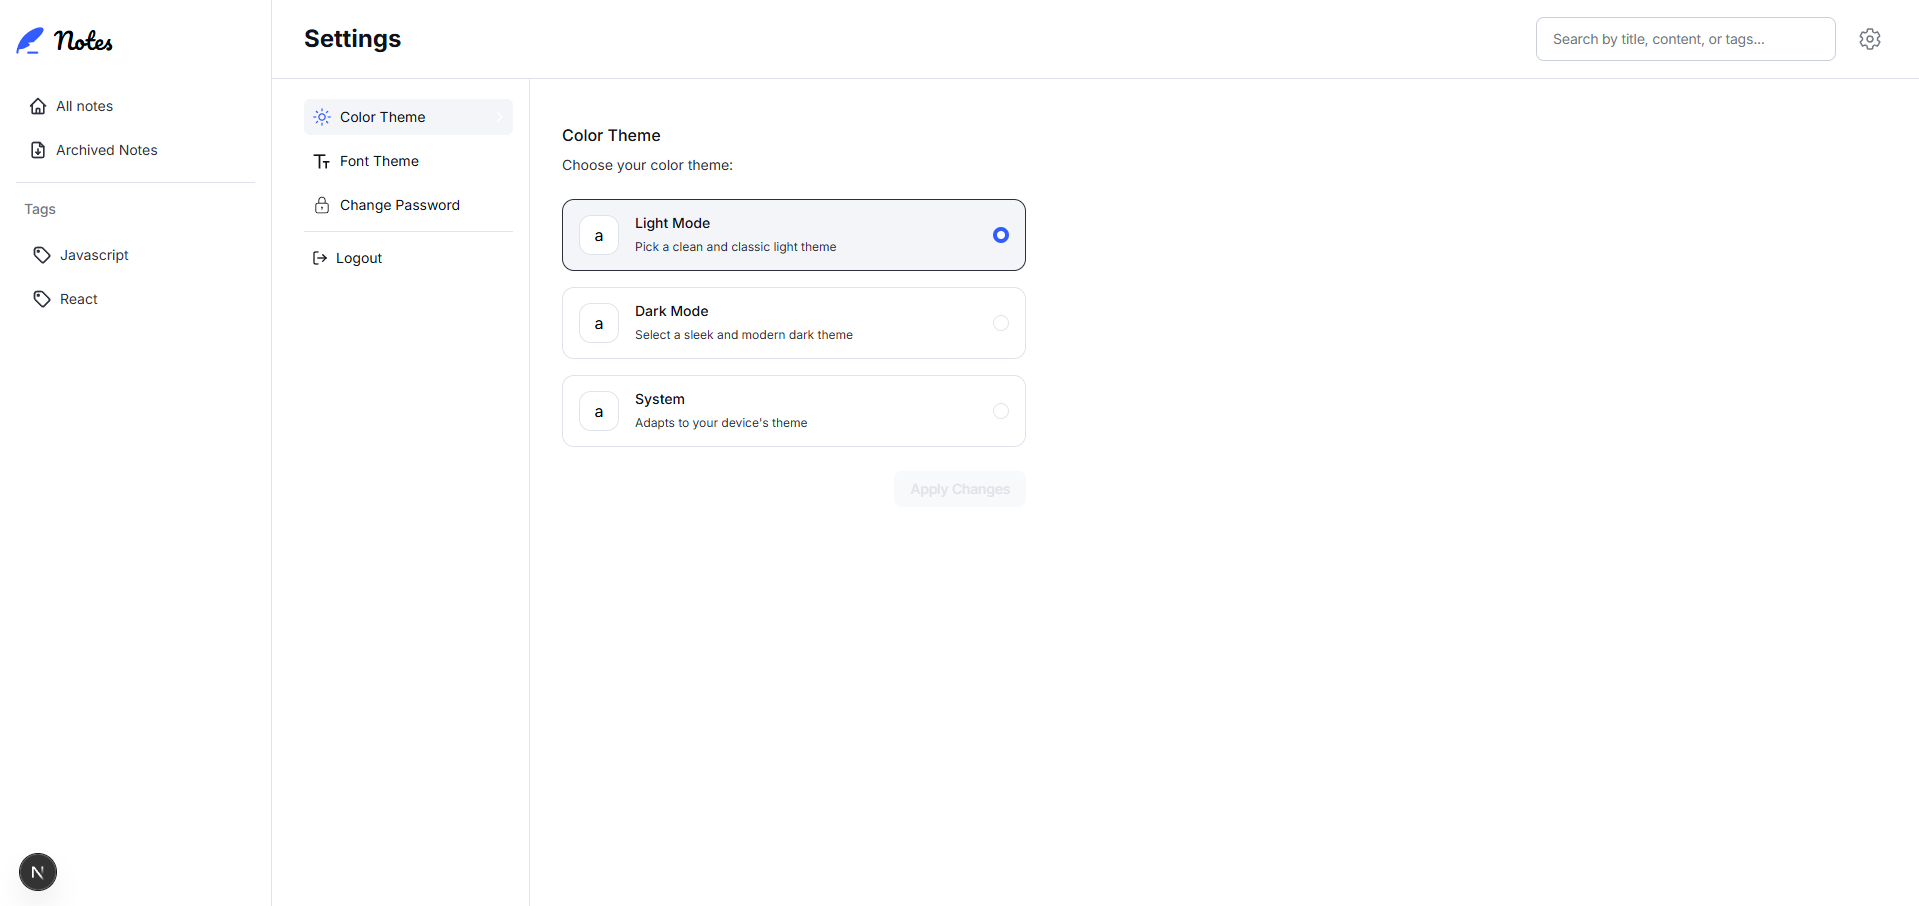 Notes
All notes
Archived Notes
Tags
Javascript
React
Settings
Search by title, content, or tags...
Color Theme
Font Theme
Change Password
Logout
Color Theme
Choose your color theme:
a
Light Mode
Pick a clean and classic light theme
a
Dark Mode
Select a sleek and modern dark theme
a
System
Adapts to your device's theme
Apply Changes
N